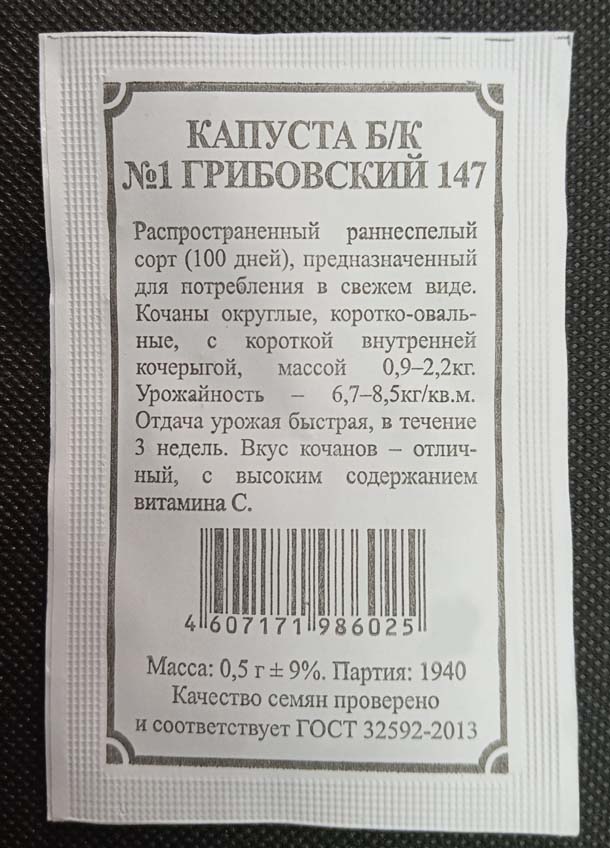 КАПУСТА Б/К
№1 ГРИБОВСКИЙ 147
Распространенный раннеспелый
сорт (100 дней), предназначенный
для потребления в свежем виде.
Кочаны округлые, коротко-оваль-
ные, с короткой внутренней
кочерыгой, массой 0,9–2,2кг.
Урожайность – 6,7–8,5кг/кв.м.
Отдача урожая быстрая, в течение
3 недель. Вкус кочанов – отлич-
ный, с высоким содержанием
витамина С.
4 607171 986025
Масса: 0,5 г ± 9%. Партия: 1940
Качество семян проверено
и соответствует ГОСТ 32592-2013